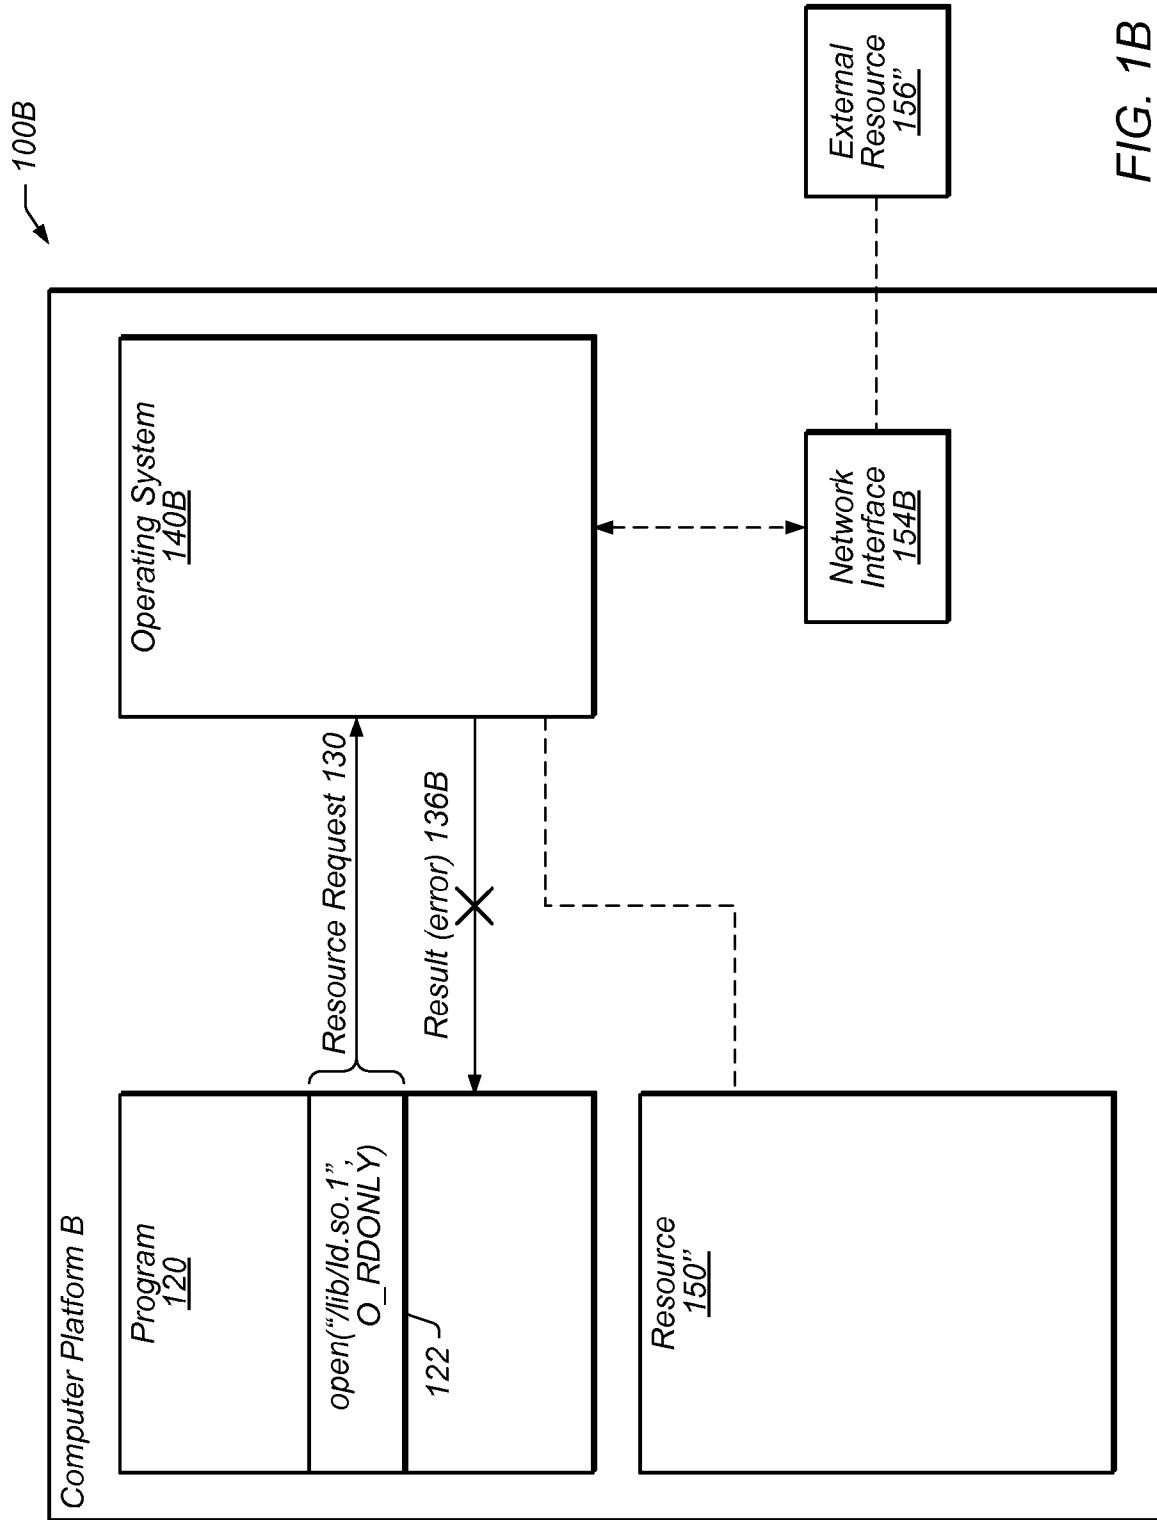 100B
Computer Platform B
Program
120
open(“/lib/ld.so.1”,
O_RDONLY)
122
Resource Request 130
Result (error) 136B
Operating System
140B
Resource
150”
Network
Interface
154B
External
Resource
156”
FIG. 1B